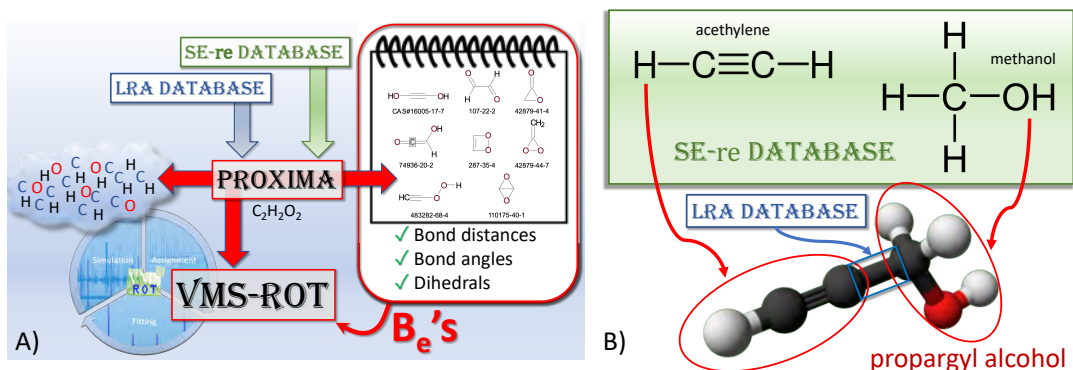 SE-re DATABASE
LRA DATABASE
PROXIMA
C₂H₂O₂
VMS-ROT
Simulation
Assignment
ROT
Fitting
A)
HO
OH
CAS#16005-17-7
O
O
107-22-2
O
O
42879-41-4
O
C
OH
H
74936-20-2
O
O
287-35-4
CH₂
O
O
42879-44-7
HC
O
O
H
483282-68-4
O
O
110175-40-1
✓ Bond distances
✓ Bond angles
✓ Dihedrals
Bₑ's
B)
acethylene
H—C≡C—H
methanol
H
H—C—OH
H
SE-re DATABASE
LRA DATABASE
propargyl alcohol